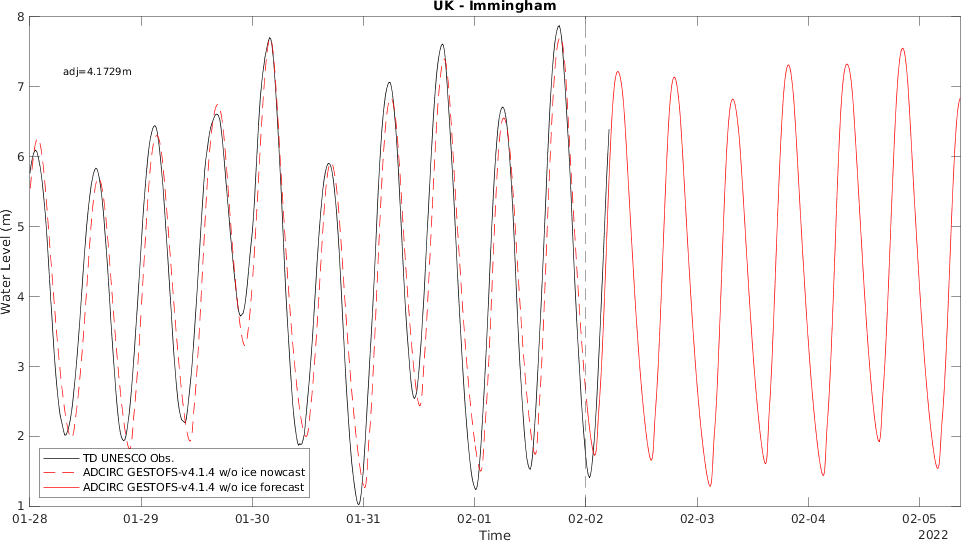 UK - Immingham
adj=4.1729m
8
7
6
5
4
3
2
1
Water Level (m)
TD UNESCO Obs.
ADCIRC GESTOFS-v4.1.4 w/o ice nowcast
ADCIRC GESTOFS-v4.1.4 w/o ice forecast
01-28 01-29 01-30 01-31 02-01 02-02 02-03 02-04 02-05
Time
2022